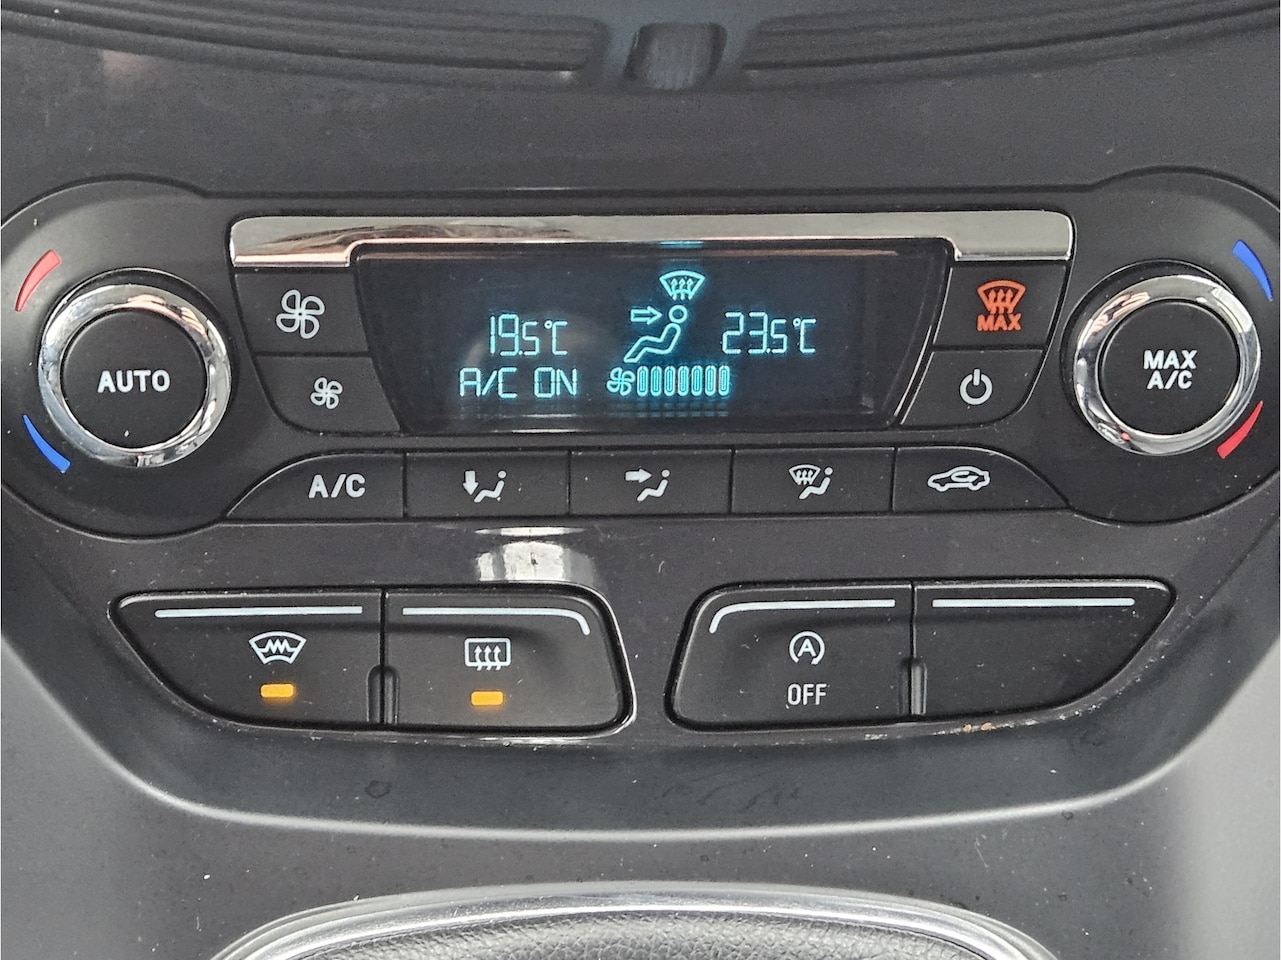 AUTO
19.5°C
23.5°C
A/C ON
MAX
MAX
A/C
A/C
A
OFF